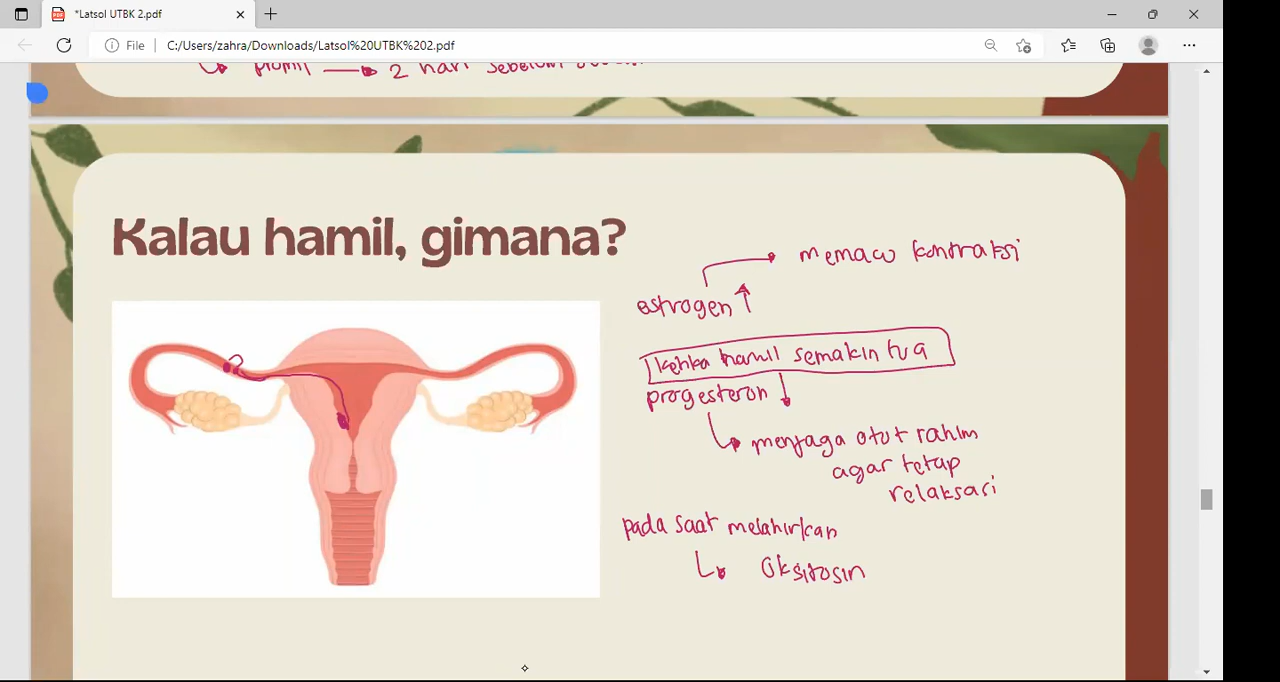 *Latsol UTBK 2.pdf
File
C:/Users/zahra/Downloads/Latsol%20UTBK%202.pdf
2 hari sebelum
Kalau hamil, gimana?
memacu kontraksi
estrogen ↑
ketika hamil semakin tua
progesteron ↓
menjaga otot rahim
agar tetap
relaksasi
pada saat melahirkan
oksitosin